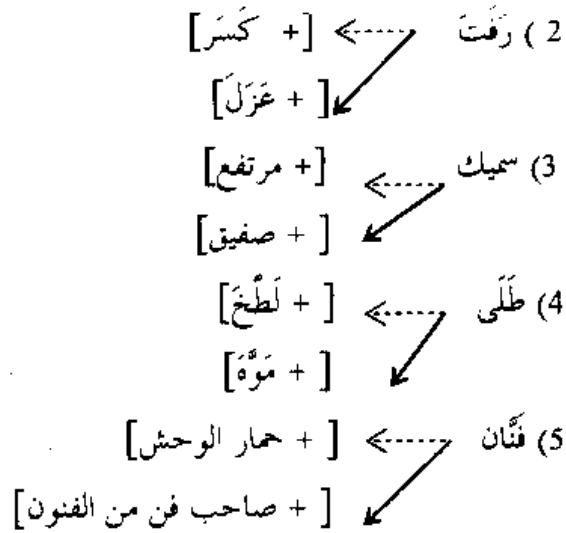 2) رَفَتَ [+ كَسَر]
[+ عَزَلَ]
3) سميك [+ مرتفع]
[+ صفيق]
4) طَلَى [+ لَطَّخَ]
[+ مَوَّهَ]
5) فَنَّان [+ حمار الوحش]
[+ صاحب فن من الفنون]